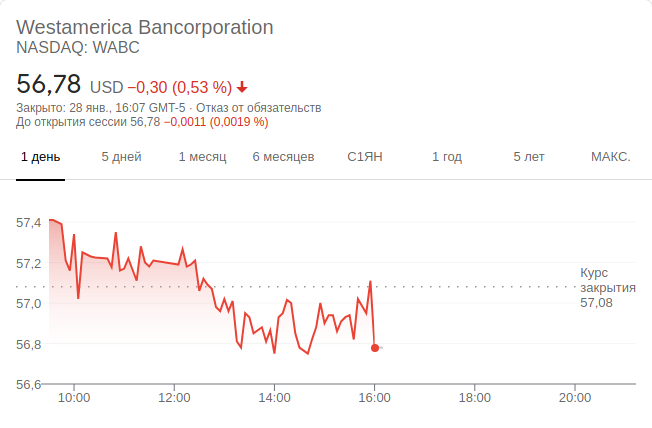 Westamerica Bancorporation
NASDAQ: WABC
56,78 USD −0,30 (0,53 %)
Закрыто: 28 янв., 16:07 GMT-5 · Отказ от обязательств
До открытия сессии 56,78 −0,0011 (0,0019 %)
1 день 5 дней 1 месяц 6 месяцев С1ЯН 1 год 5 лет МАКС.
57,4
57,2
Курс
закрытия
57,08
57,0
56,8
56,6
10:00 12:00 14:00 16:00 18:00 20:00